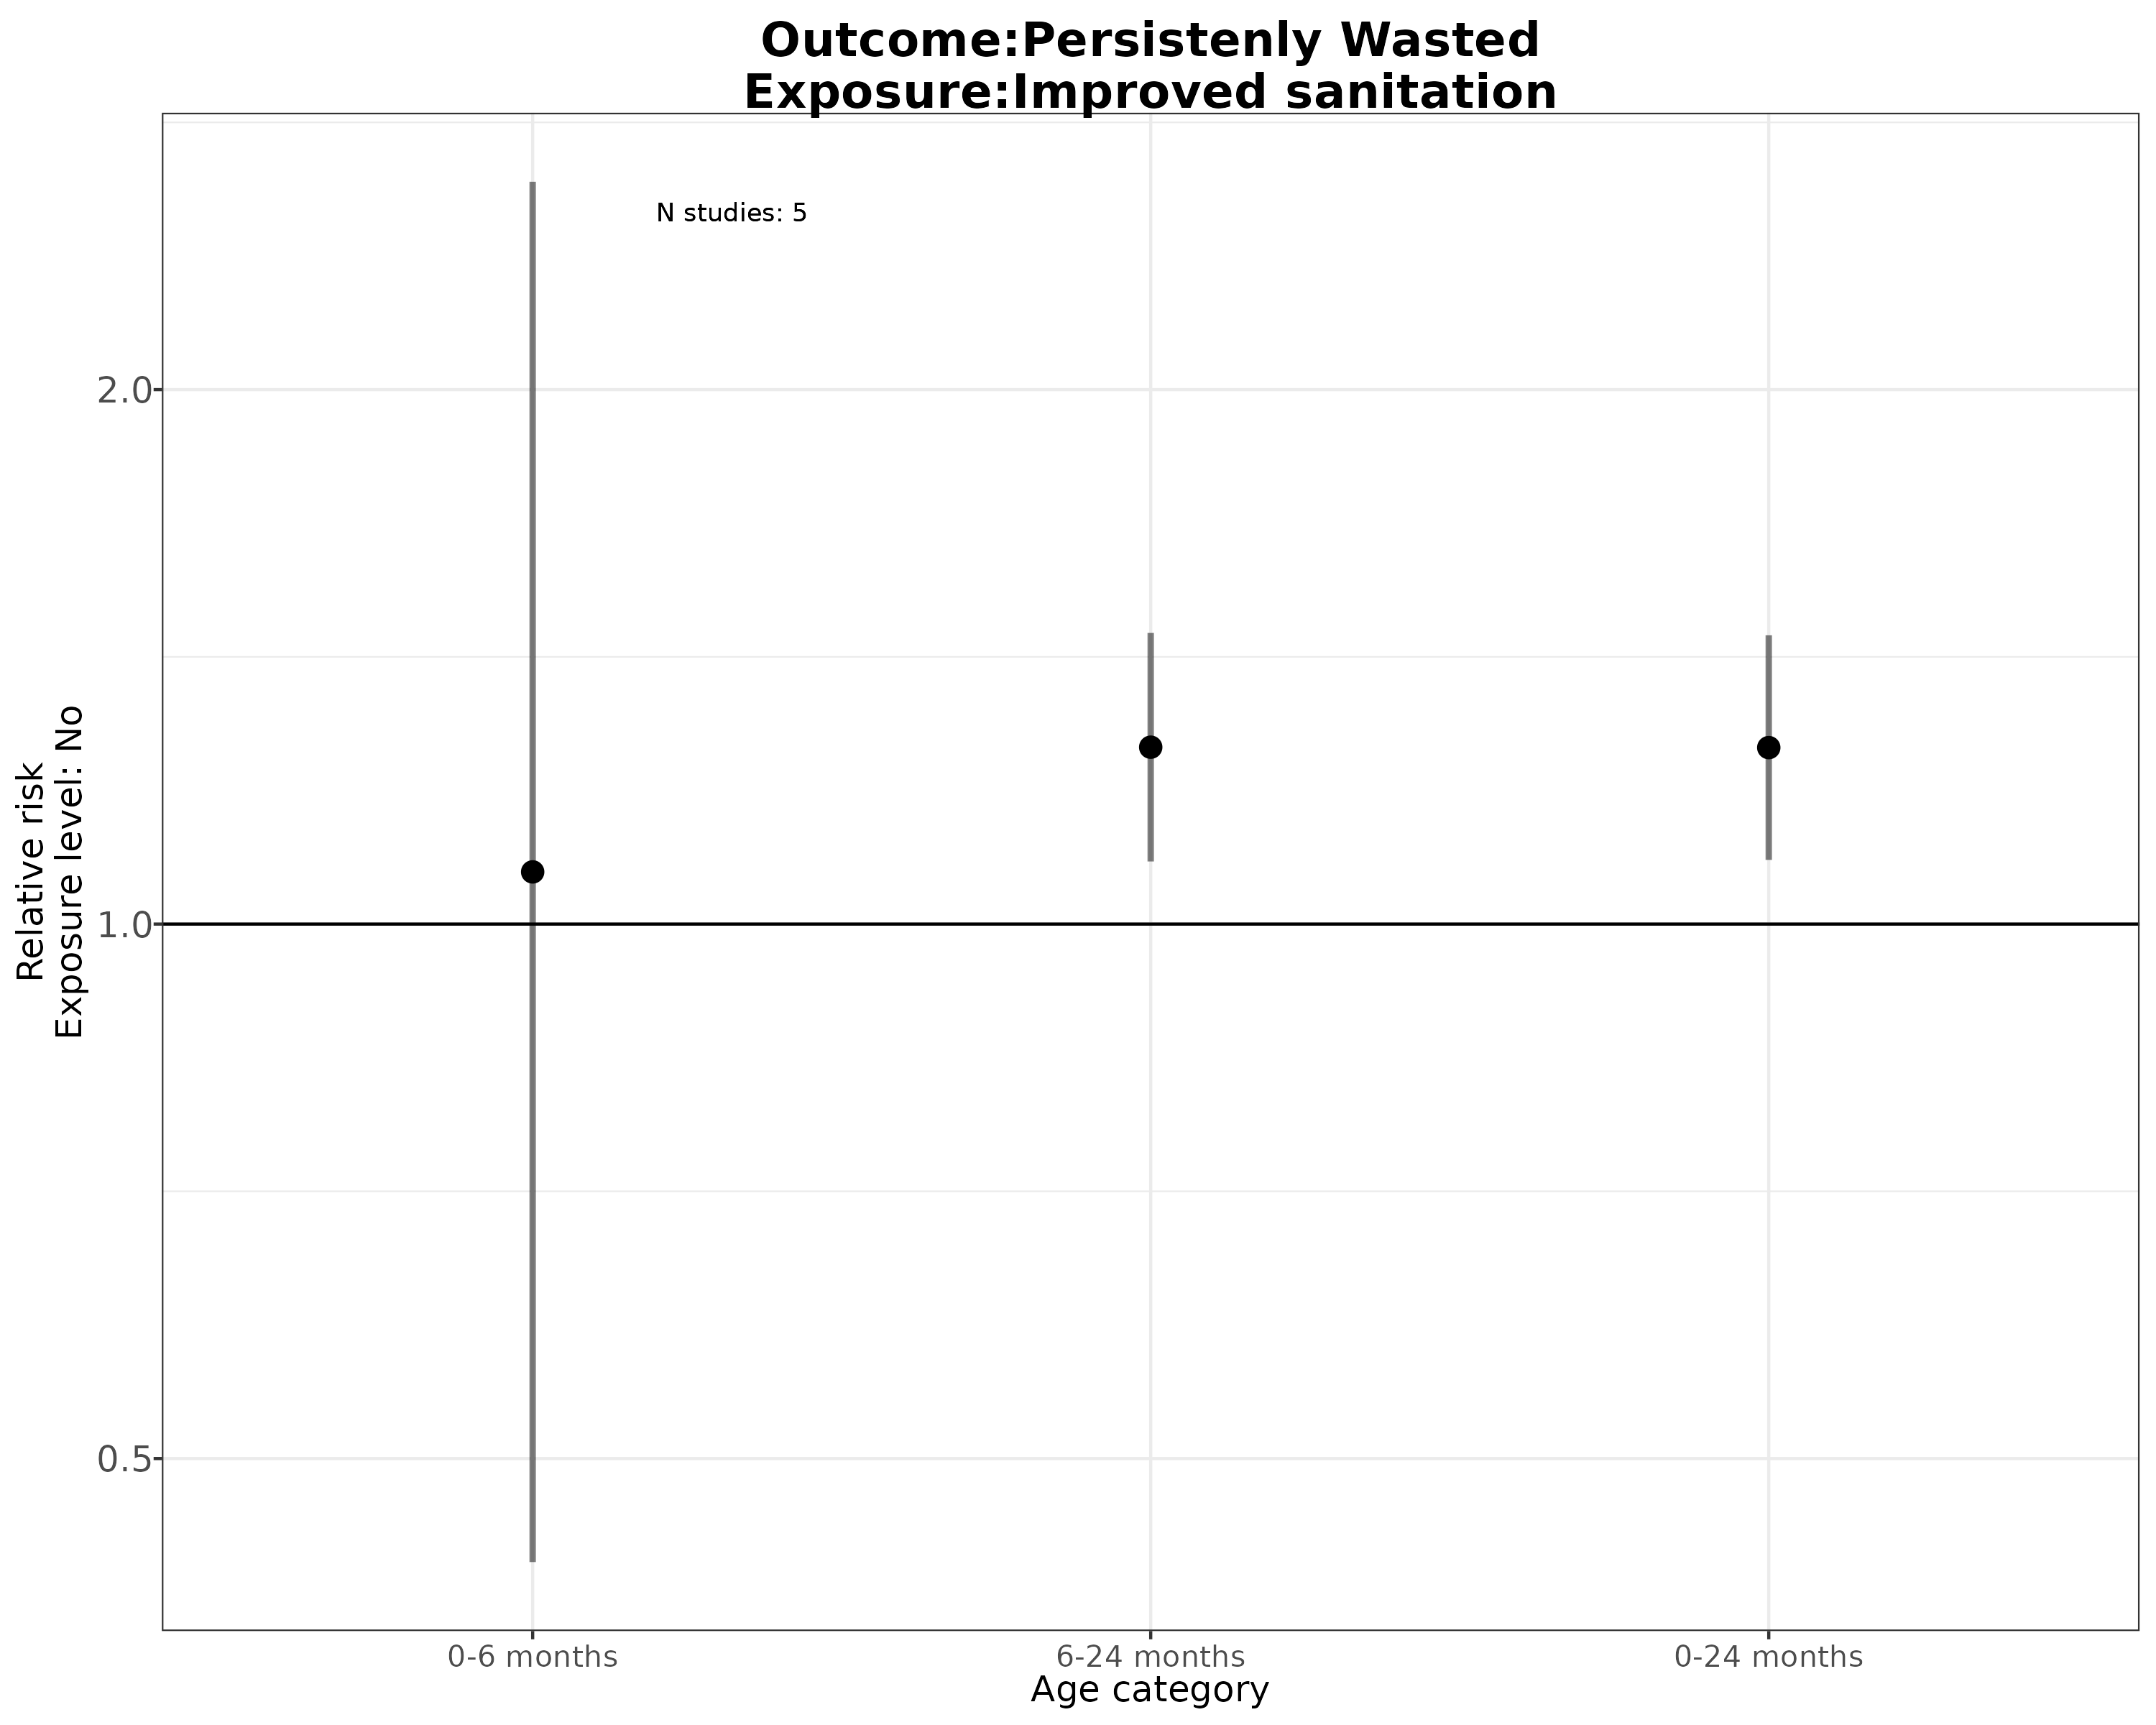 Outcome:Persistenly Wasted
Exposure:Improved sanitation
N studies: 5
Relative risk
Exposure level: No
2.0
1.0
0.5
0-6 months
6-24 months
0-24 months
Age category